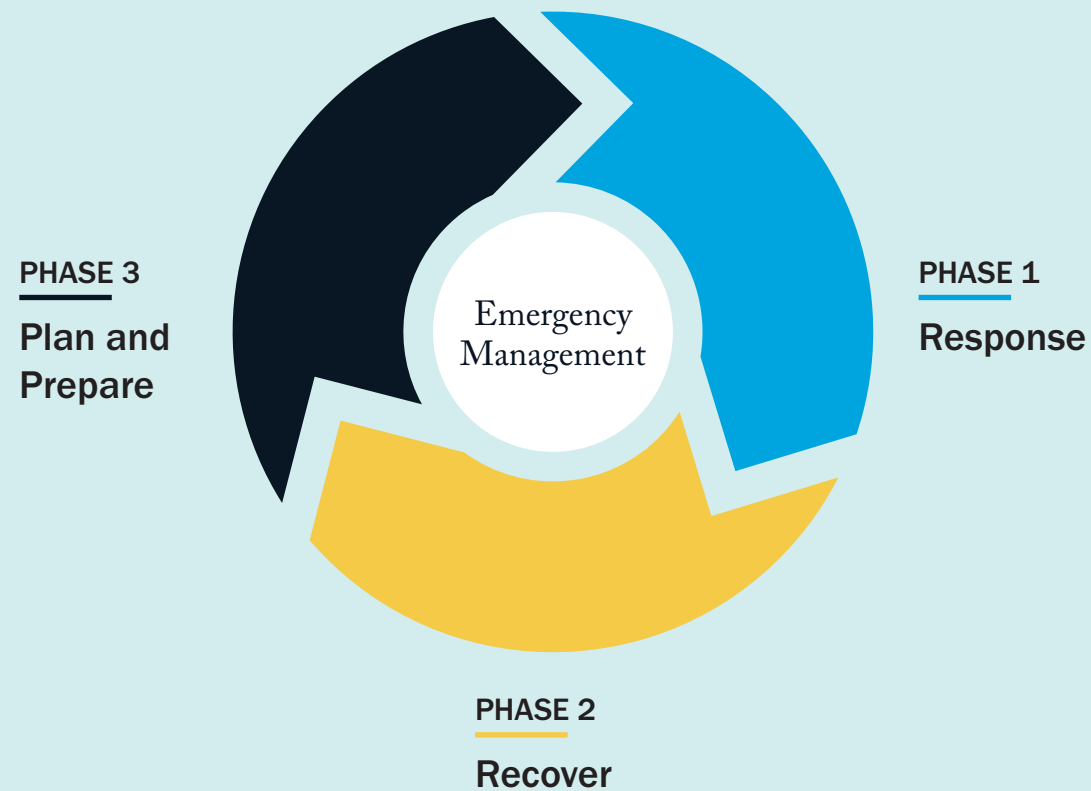 PHASE 3
Plan and
Prepare
Emergency
Management
PHASE 1
Response
PHASE 2
Recover